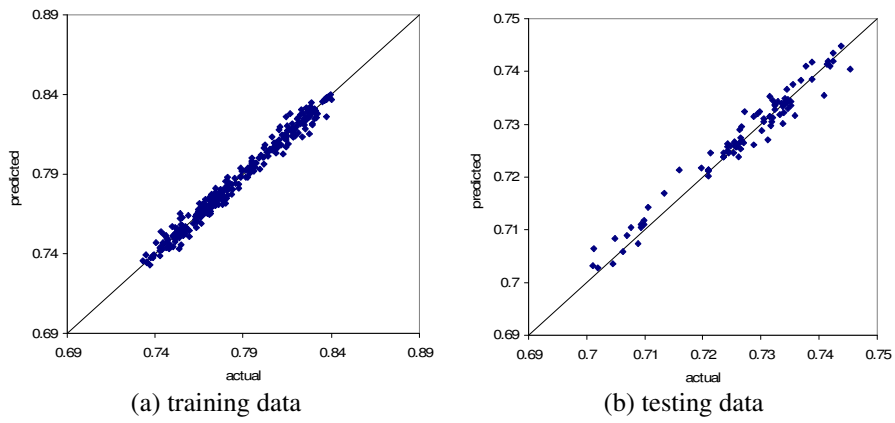 0.89
0.84
0.79
0.74
0.69
predicted
0.69 0.74 0.79 0.84 0.89
actual
(a) training data
0.75
0.74
0.73
0.72
0.71
0.7
0.69
predicted
0.69 0.7 0.71 0.72 0.73 0.74 0.75
actual
(b) testing data